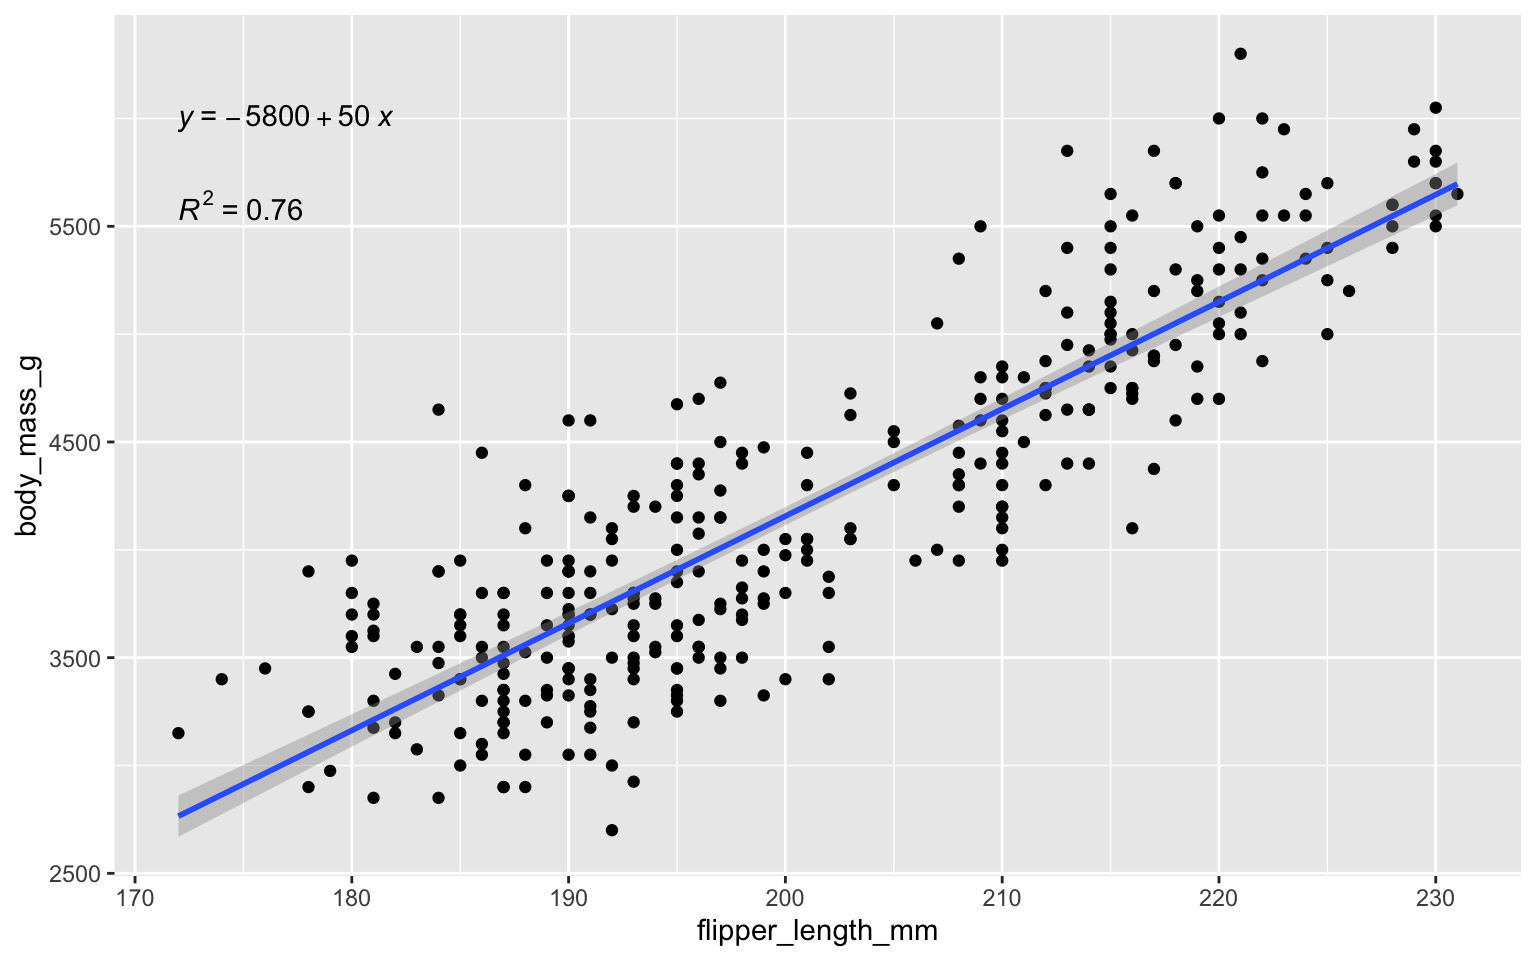 y = −5800 + 50 x
R² = 0.76
5500
4500
3500
2500
body_mass_g
170 180 190 200 210 220 230
flipper_length_mm